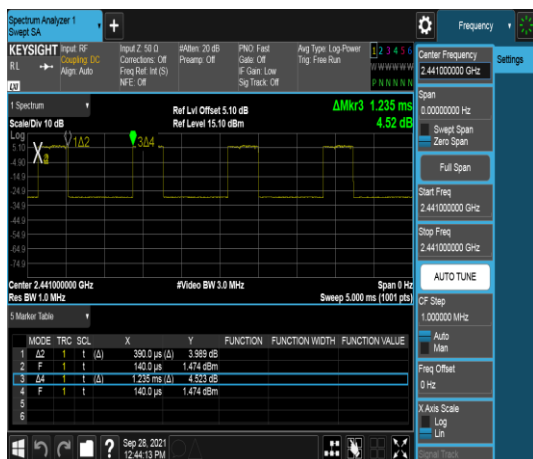 Spectrum Analyzer 1
Swept SA
+
Frequency
KEYSIGHT Input: RF
RL Coupling: DC
Align: Auto
Input Z: 50 Ω
Corrections: Off
Freq Ref: Int (S)
NFE: Off
#Atten: 20 dB
Preamp: Off
PNO: Fast
Gate: Off
IF Gain: Low
Sig Track: Off
Avg Type: Log-Power
Trig: Free Run
1 2 3 4 5 6
W W W W W W
P N N N N N
LXI
Center Frequency
2.441000000 GHz
Settings
Span
0.00000000 Hz
Swept Span
Zero Span
Full Span
Start Freq
2.441000000 GHz
Stop Freq
2.441000000 GHz
AUTO TUNE
CF Step
1.000000 MHz
Auto
Man
Freq Offset
0 Hz
X Axis Scale
Log
Lin
Signal Track
1 Spectrum
Scale/Div 10 dB
Ref Lvl Offset 5.10 dB
Ref Level 15.10 dBm
ΔMkr3 1.235 ms
4.52 dB
Log
5.10
-4.90
-14.9
-24.9
-34.9
-44.9
-54.9
-64.9
-74.9
1Δ2
3Δ4
Center 2.441000000 GHz
Res BW 1.0 MHz
#Video BW 3.0 MHz
Span 0 Hz
Sweep 5.000 ms (1001 pts)
5 Marker Table
MODE TRC SCL X Y FUNCTION FUNCTION WIDTH FUNCTION VALUE
1 Δ2 1 t (Δ) 390.0 µs (Δ) 3.989 dB
2 F 1 t 140.0 µs 1.474 dBm
3 Δ4 1 t (Δ) 1.235 ms (Δ) 4.523 dB
4 F 1 t 140.0 µs 1.474 dBm
5
6
?
Sep 28, 2021
12:44:13 PM